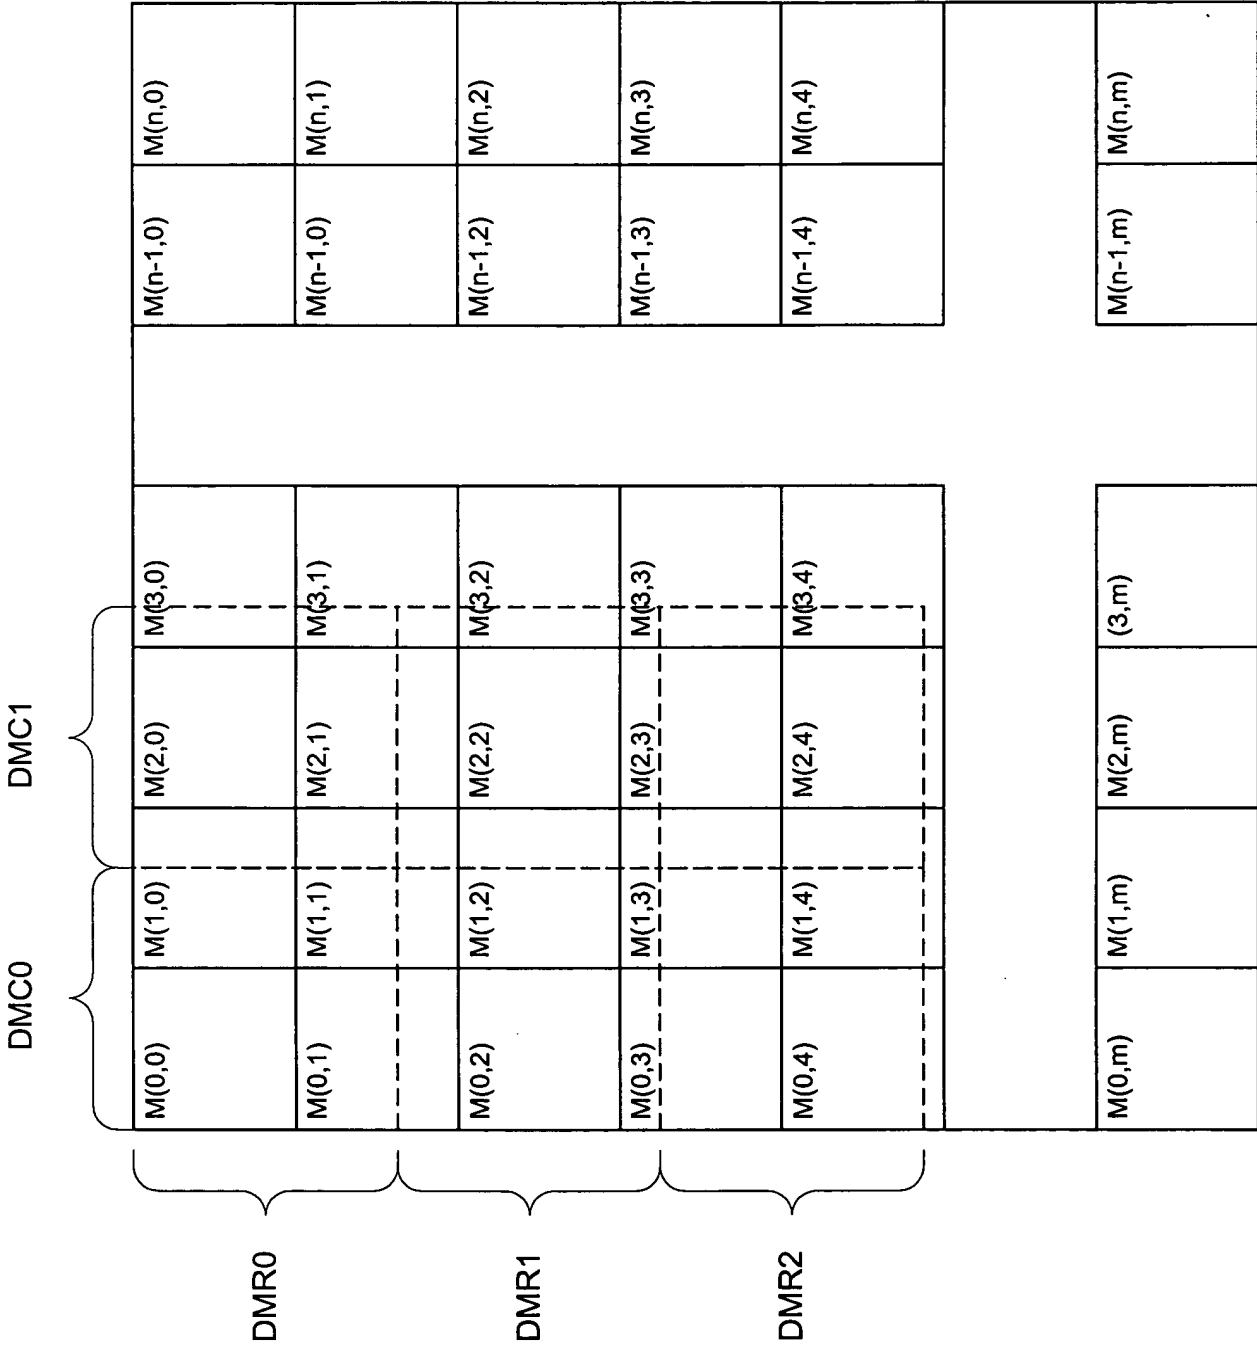 DMC0 DMC1
M(0,0) M(1,0) M(2,0) M(3,0) M(n-1,0) M(n,0)
DMR0
M(0,1) M(1,1) M(2,1) M(3,1) M(n-1,0) M(n,1)
M(0,2) M(1,2) M(2,2) M(3,2) M(n-1,2) M(n,2)
DMR1
M(0,3) M(1,3) M(2,3) M(3,3) M(n-1,3) M(n,3)
DMR2
M(0,4) M(1,4) M(2,4) M(3,4) M(n-1,4) M(n,4)
M(0,m) M(1,m) M(2,m) (3,m) M(n-1,m) M(n,m)